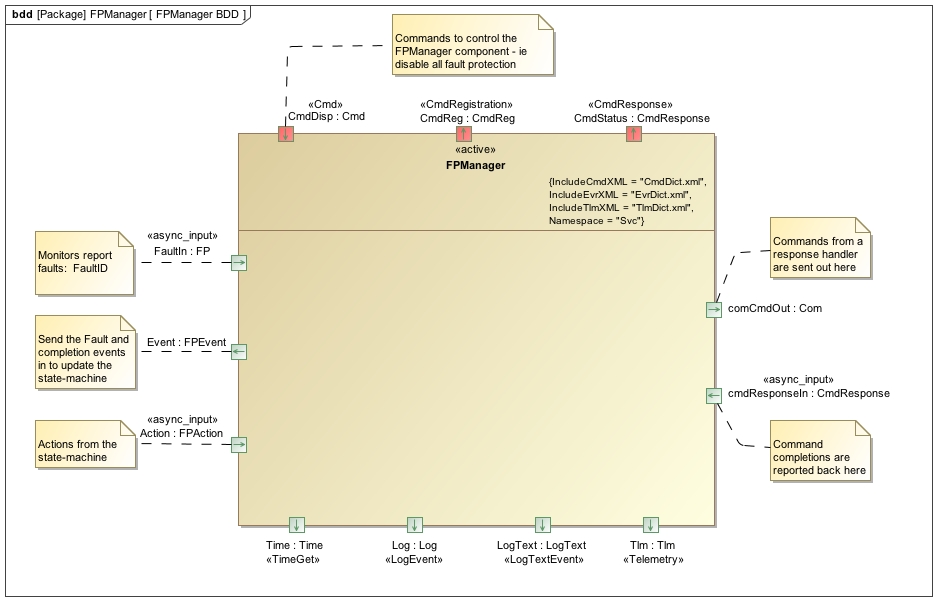 bdd [Package] FPManager [ FPManager BDD ]
Commands to control the
FPManager component - ie
disable all fault protection
«Cmd»
CmdDisp : Cmd
«CmdRegistration»
CmdReg : CmdReg
«CmdResponse»
CmdStatus : CmdResponse
«active»
FPManager
{IncludeCmdXML = "CmdDict.xml",
IncludeEvrXML = "EvrDict.xml",
IncludeTlmXML = "TlmDict.xml",
Namespace = "Svc"}
Monitors report
faults:  FaultID
«async_input»
FaultIn : FP
Send the Fault and
completion events
in to update the
state-machine
Event : FPEvent
Actions from the
state-machine
«async_input»
Action : FPAction
Commands from a
response handler
are sent out here
comCmdOut : Com
«async_input»
cmdResponseIn : CmdResponse
Command
completions are
reported back here
Time : Time
«TimeGet»
Log : Log
«LogEvent»
LogText : LogText
«LogTextEvent»
Tlm : Tlm
«Telemetry»